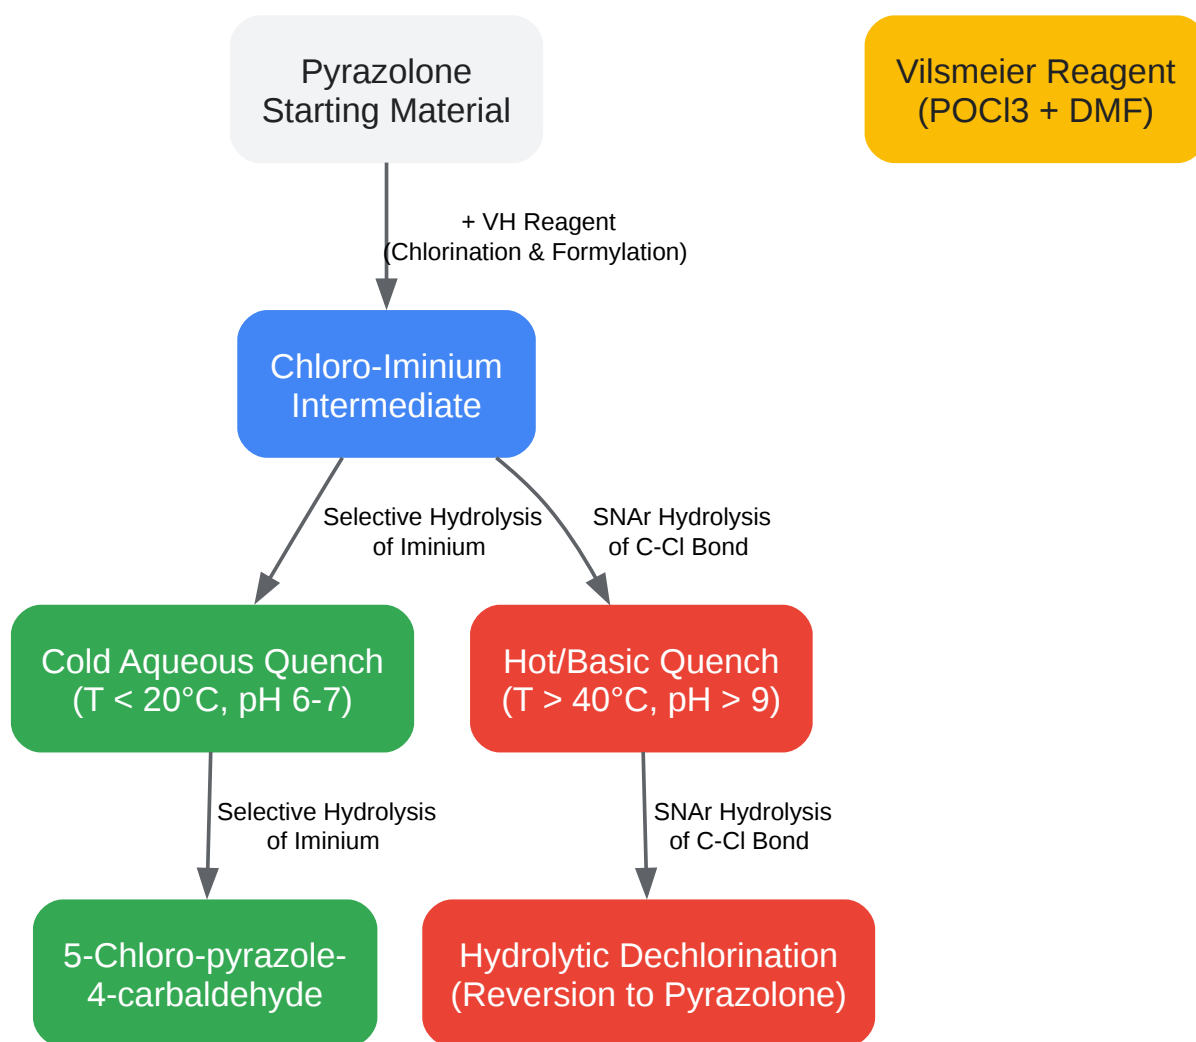 Pyrazolone
Starting Material
Vilsmeier Reagent
(POCl3 + DMF)
+ VH Reagent
(Chlorination & Formylation)
Chloro-Iminium
Intermediate
Selective Hydrolysis
of Iminium
SNAr Hydrolysis
of C-Cl Bond
Cold Aqueous Quench
(T < 20°C, pH 6-7)
Hot/Basic Quench
(T > 40°C, pH > 9)
Selective Hydrolysis
of Iminium
SNAr Hydrolysis
of C-Cl Bond
5-Chloro-pyrazole-
4-carbaldehyde
Hydrolytic Dechlorination
(Reversion to Pyrazolone)